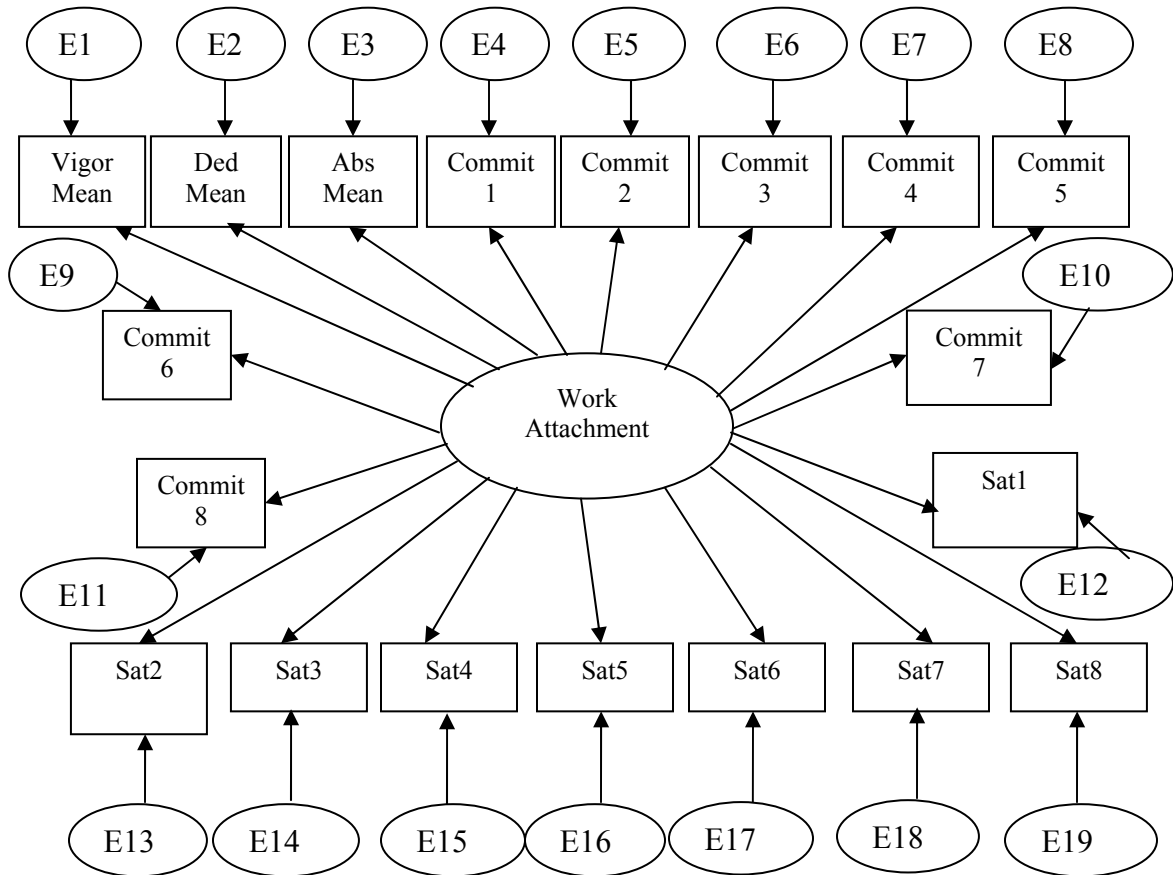 E1
E2
E3
E4
E5
E6
E7
E8
Vigor
Mean
Ded
Mean
Abs
Mean
Commit
1
Commit
2
Commit
3
Commit
4
Commit
5
E9
E10
Commit
6
Commit
7
Work
Attachment
Commit
8
Sat1
E11
E12
Sat2
Sat3
Sat4
Sat5
Sat6
Sat7
Sat8
E13
E14
E15
E16
E17
E18
E19